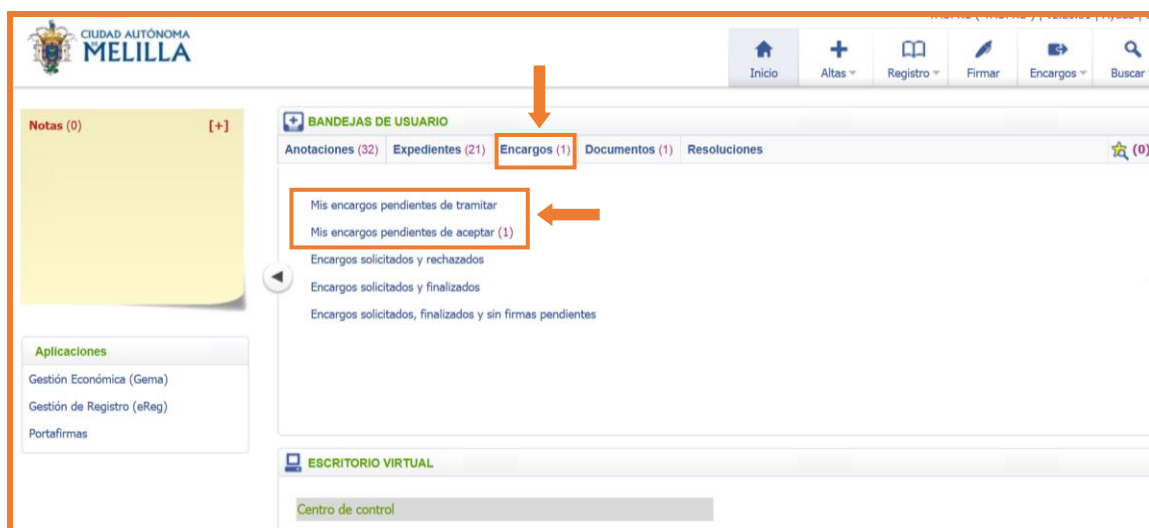 CIUDAD AUTÓNOMA
MELILLA
Inicio
Altas
Registro
Firmar
Encargos
Buscar
Notas (0) [+]
BANDEJAS DE USUARIO
Anotaciones (32) Expedientes (21) Encargos (1) Documentos (1) Resoluciones (0)
Mis encargos pendientes de tramitar
Mis encargos pendientes de aceptar (1)
Encargos solicitados y rechazados
Encargos solicitados y finalizados
Encargos solicitados, finalizados y sin firmas pendientes
Aplicaciones
Gestión Económica (Gema)
Gestión de Registro (eReg)
Portafirmas
ESCRITORIO VIRTUAL
Centro de control